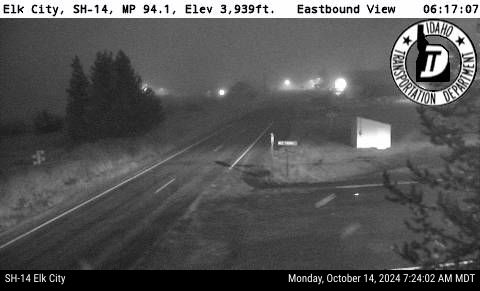 Elk City, SH-14, MP 94.1, Elev 3,939ft.   Eastbound View   06:17:07
IDAHO
TRANSPORTATION DEPARTMENT
SH-14 Elk City
Monday, October 14, 2024 7:24:02 AM MDT